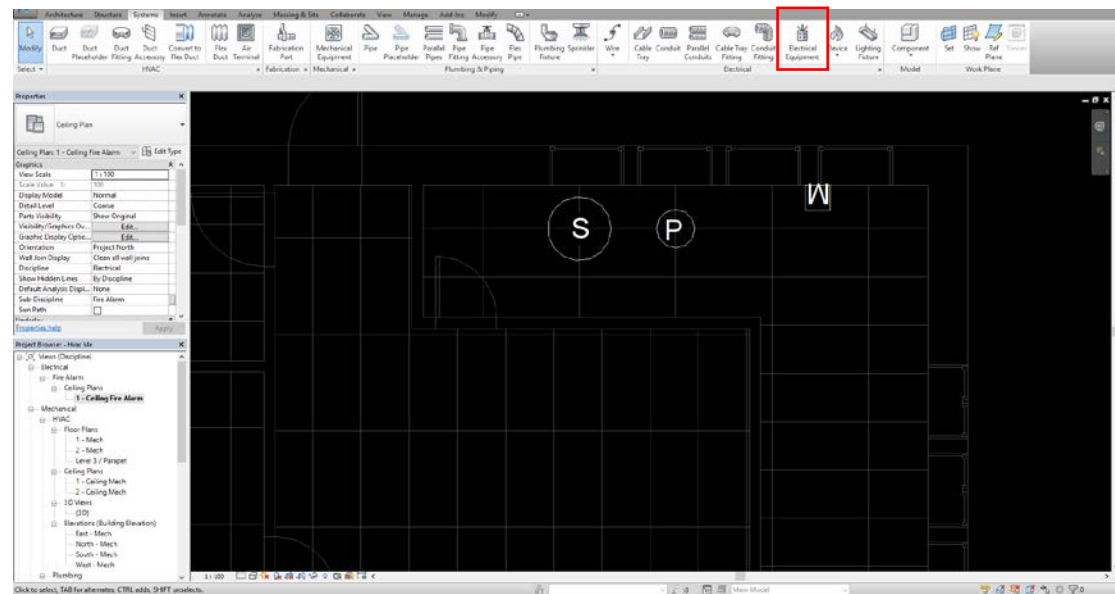 Architecture Structure Systems Insert Annotate Analyze Massing & Site Collaborate View Manage Add-Ins Modify
Modify Duct Duct Placeholder Duct Fitting Duct Accessory Convert to Flex Duct Flex Duct Air Terminal Fabrication Part Mechanical Equipment Pipe Pipe Placeholder Parallel Pipes Pipe Fitting Pipe Accessory Flex Pipe Plumbing Fixture Sprinkler Wire Cable Tray Conduit Parallel Conduits Cable Tray Fitting Conduit Fitting Electrical Equipment Device Lighting Fixture Component Set Show Ref Plane Viewer
Select HVAC Fabrication Mechanical Plumbing & Piping Electrical Model Work Plane
Properties
Ceiling Plan
Ceiling Plan: 1 - Ceiling Fire Alarm Edit Type
Graphics
View Scale 1 : 100
Scale Value 1: 100
Display Model Normal
Detail Level Coarse
Parts Visibility Show Original
Visibility/Graphics Ov... Edit...
Graphic Display Optio... Edit...
Orientation Project North
Wall Join Display Clean all wall joins
Discipline Electrical
Show Hidden Lines By Discipline
Default Analysis Displ... None
Sub-Discipline Fire Alarm
Sun Path
Underlay
Properties help Apply
Project Browser - Hvac Me
Views (Discipline)
Electrical
Fire Alarm
Ceiling Plans
1 - Ceiling Fire Alarm
Mechanical
HVAC
Floor Plans
1 - Mech
2 - Mech
Level 3 / Parapet
Ceiling Plans
1 - Ceiling Mech
2 - Ceiling Mech
3D Views
{3D}
Elevations (Building Elevation)
East - Mech
North - Mech
South - Mech
West - Mech
Plumbing
S P M
1 : 100
Click to select, TAB for alternates, CTRL adds, SHIFT unselects. :0 Main Model :0